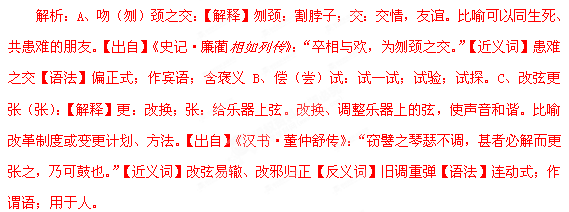 解析：A、吻（刎）颈之交：【解释】刎颈：割脖子；交：交情，友谊。比喻可以同生死、
共患难的朋友。【出自】《史记·廉蔺相如列传》：“卒相与欢，为刎颈之交。”【近义词】患难
之交【语法】偏正式；作宾语；含褒义 B、偿（尝）试：试一试；试验；试探。C、改弦更
张（张）：【解释】更：改换；张：给乐器上弦。改换、调整乐器上的弦，使声音和谐。比喻
改革制度或变更计划、方法。【出自】《汉书·董仲舒传》：“窃譬之琴瑟不调，甚者必解而更
张之，乃可鼓也。”【近义词】改弦易辙、改邪归正【反义词】旧调重弹【语法】连动式；作
谓语；用于人。